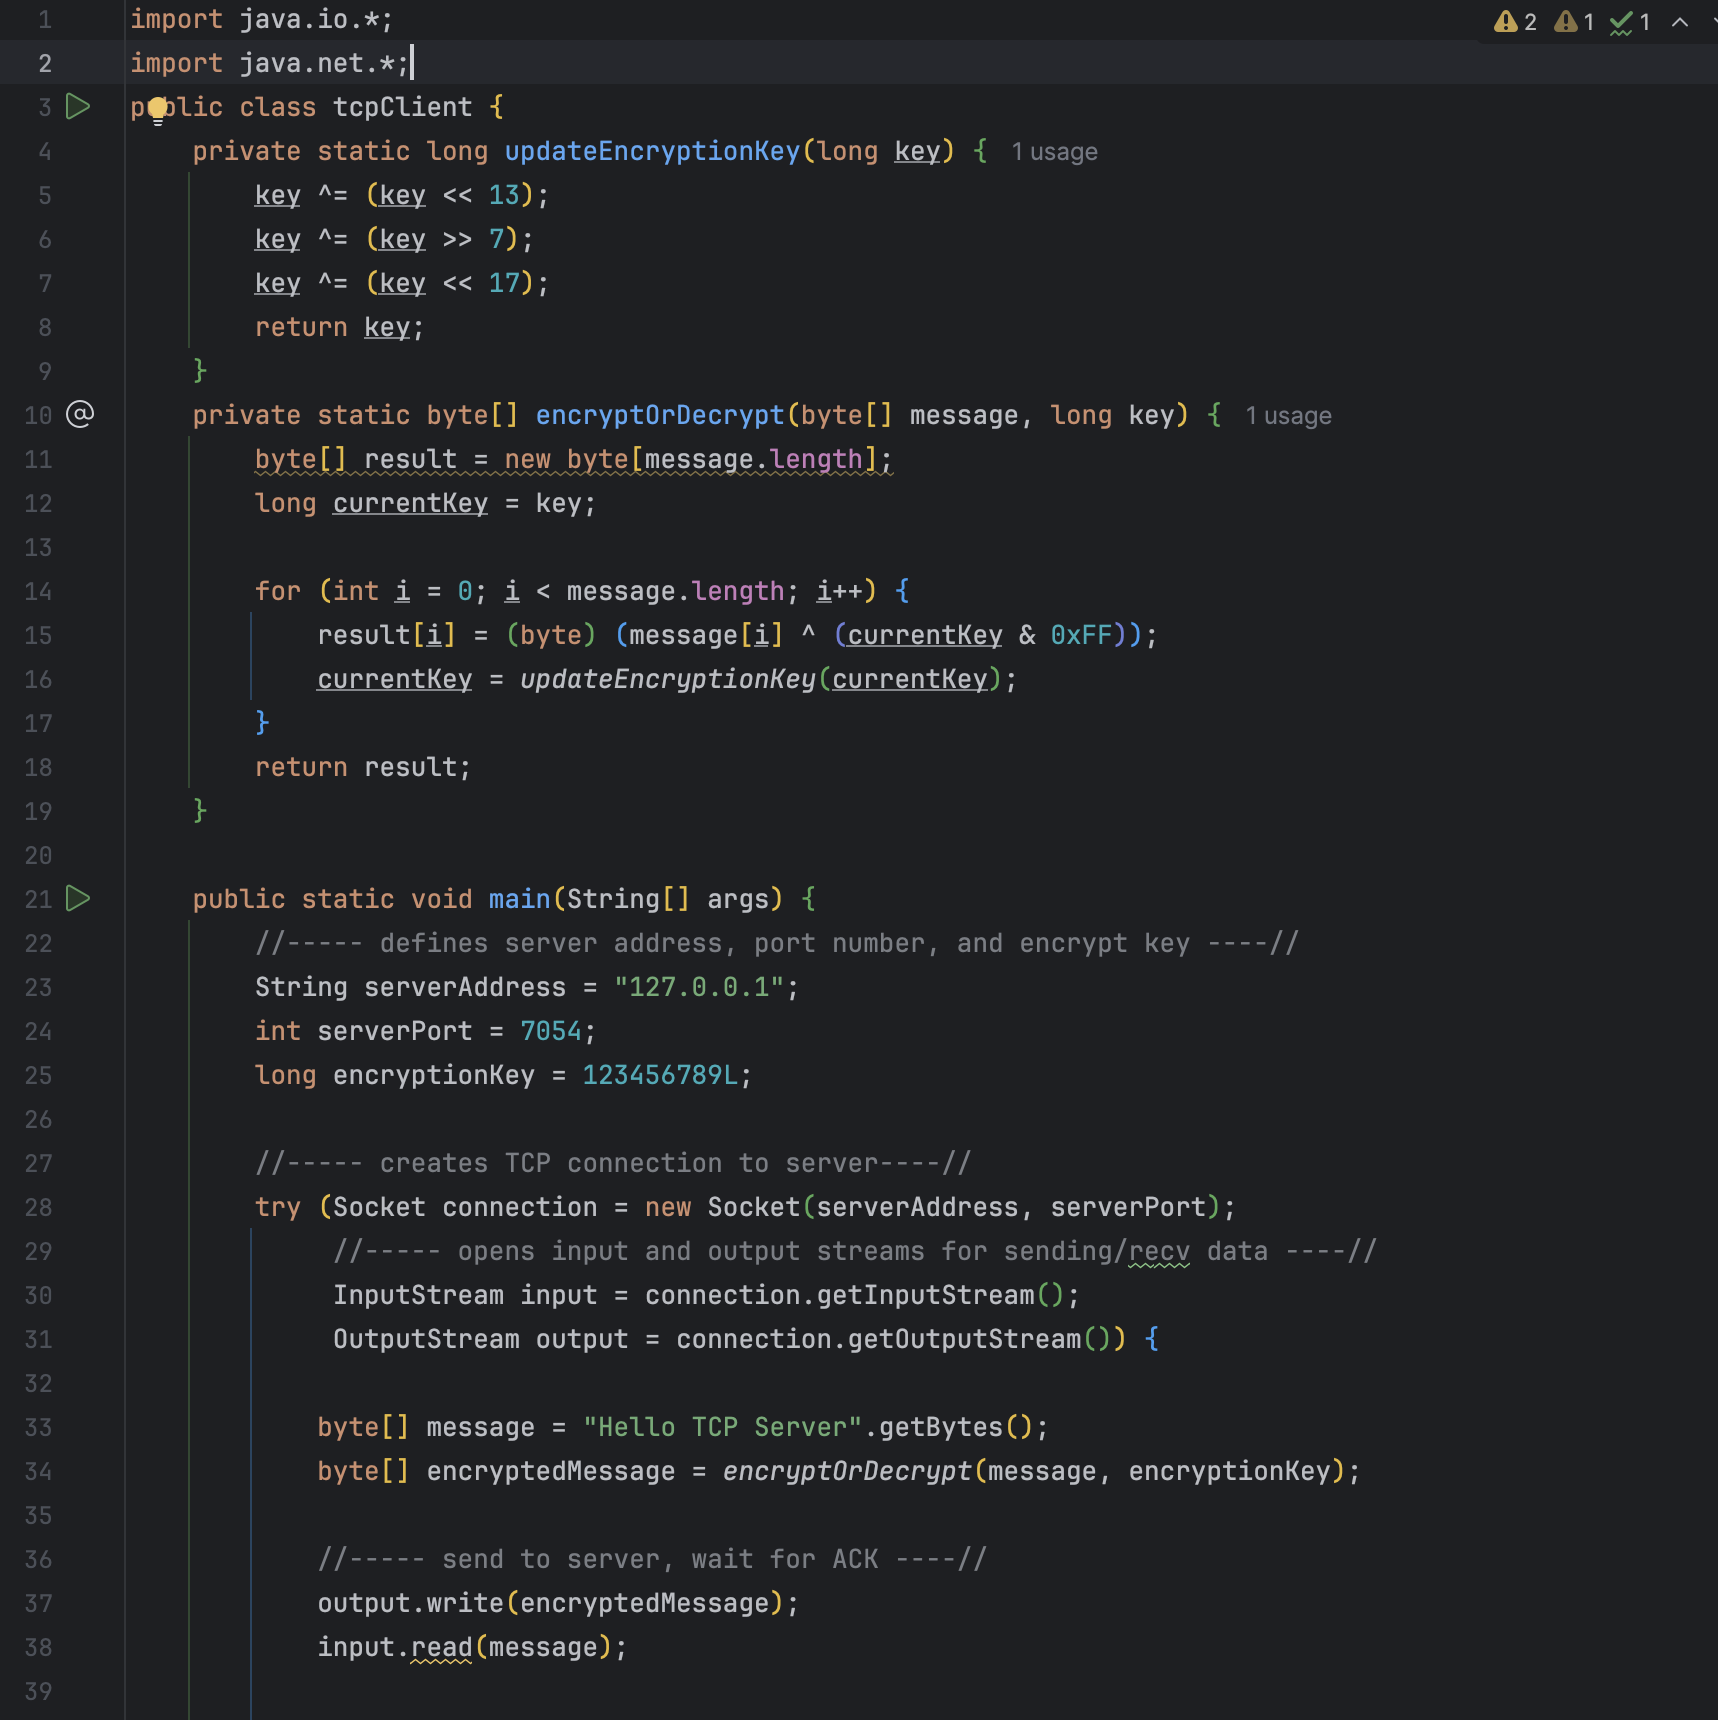 1 import java.io.*;
2 1 1
2 import java.net.*;
3 public class tcpClient {
4 private static long updateEncryptionKey(long key) { 1 usage
5 key ^= (key << 13);
6 key ^= (key >> 7);
7 key ^= (key << 17);
8 return key;
9 }
10 @ private static byte[] encryptOrDecrypt(byte[] message, long key) { 1 usage
11 byte[] result = new byte[message.length];
12 long currentKey = key;
13
14 for (int i = 0; i < message.length; i++) {
15 result[i] = (byte) (message[i] ^ (currentKey & 0xFF));
16 currentKey = updateEncryptionKey(currentKey);
17 }
18 return result;
19 }
20
21 public static void main(String[] args) {
22 //----- defines server address, port number, and encrypt key ----//
23 String serverAddress = "127.0.0.1";
24 int serverPort = 7054;
25 long encryptionKey = 123456789L;
26
27 //----- creates TCP connection to server----//
28 try (Socket connection = new Socket(serverAddress, serverPort);
29 //----- opens input and output streams for sending/recv data ----//
30 InputStream input = connection.getInputStream();
31 OutputStream output = connection.getOutputStream()) {
32
33 byte[] message = "Hello TCP Server".getBytes();
34 byte[] encryptedMessage = encryptOrDecrypt(message, encryptionKey);
35
36 //----- send to server, wait for ACK ----//
37 output.write(encryptedMessage);
38 input.read(message);
39